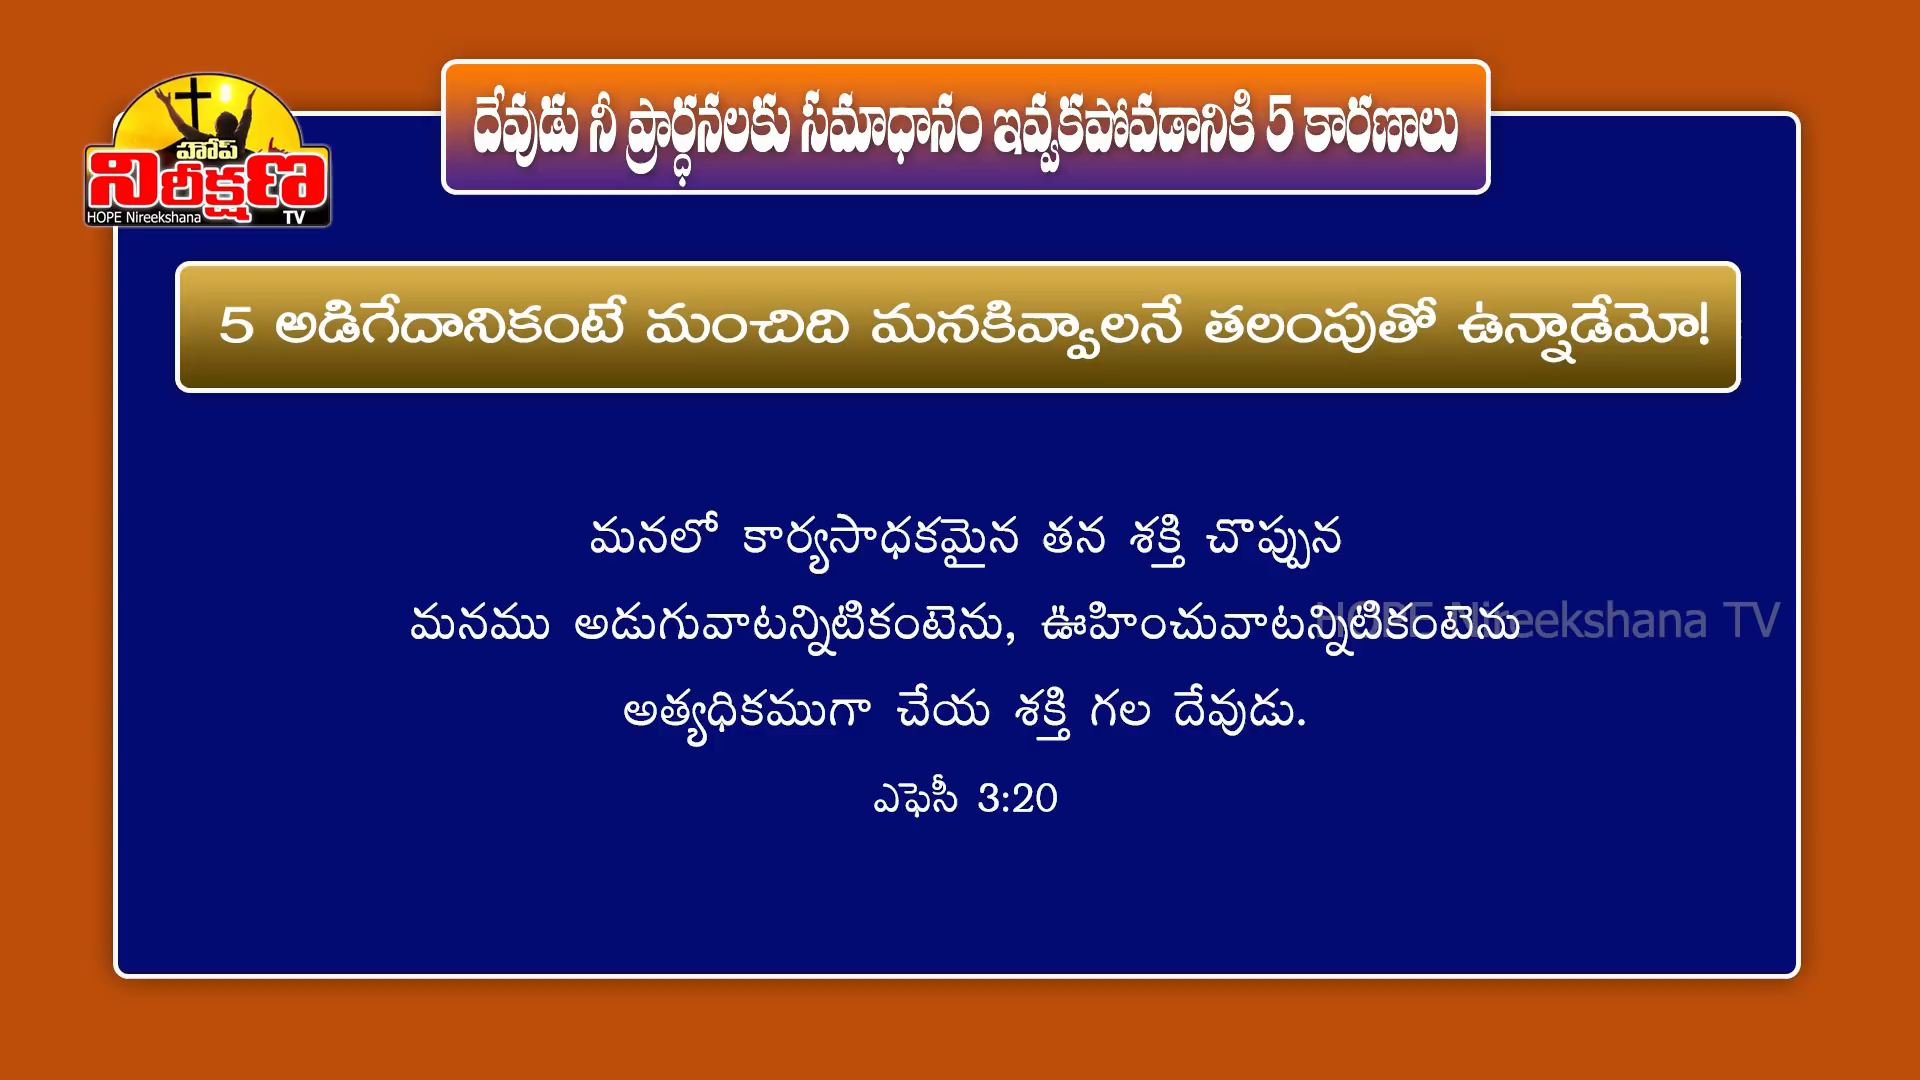 దేవుడు నీ ప్రార్ధనలకు సమాధానం ఇవ్వకపోవడానికి 5 కారణాలు
హోప్
నిరీక్షణ
HOPE Nireekshana TV
5 అడిగేదానికంటే మంచిది మనకివ్వాలనే తలంపుతో ఉన్నాడేమో!
మనలో కార్యసాధకమైన తన శక్తి చొప్పున
మనము అడుగువాటన్నిటికంటెను, ఊహించువాటన్నిటికంటెను
HOPE Nireekshana TV
అత్యధికముగా చేయ శక్తి గల దేవుడు.
ఎఫెసీ 3:20